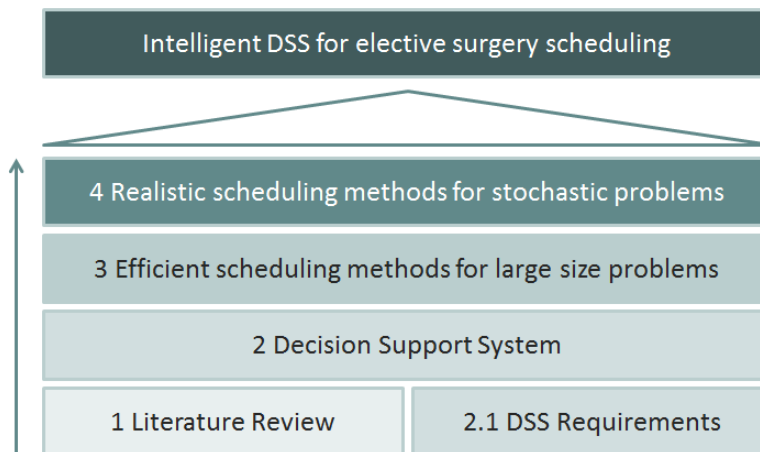 Intelligent DSS for elective surgery scheduling
4 Realistic scheduling methods for stochastic problems
3 Efficient scheduling methods for large size problems
2 Decision Support System
1 Literature Review
2.1 DSS Requirements